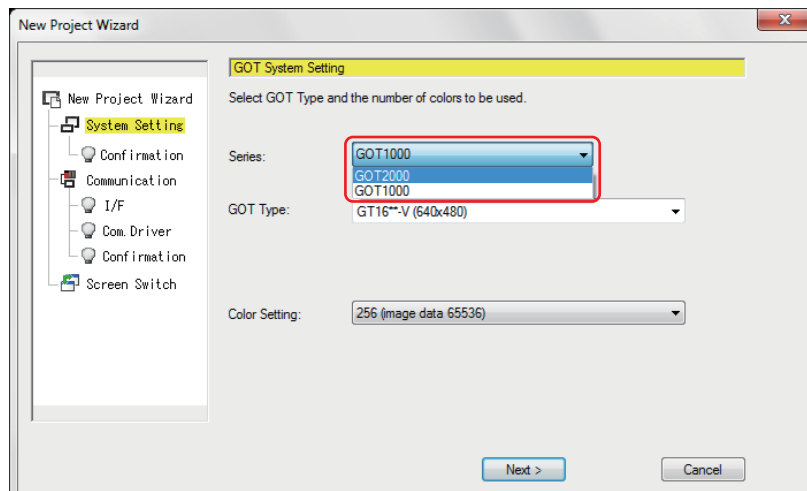 New Project Wizard
x
GOT System Setting
Select GOT Type and the number of colors to be used.
New Project Wizard
System Setting
Confirmation
Communication
I/F
Com. Driver
Confirmation
Screen Switch
Series:
GOT1000
GOT2000
GOT1000
GOT Type:
GT16**-V (640x480)
Color Setting:
256 (image data 65536)
Next >
Cancel